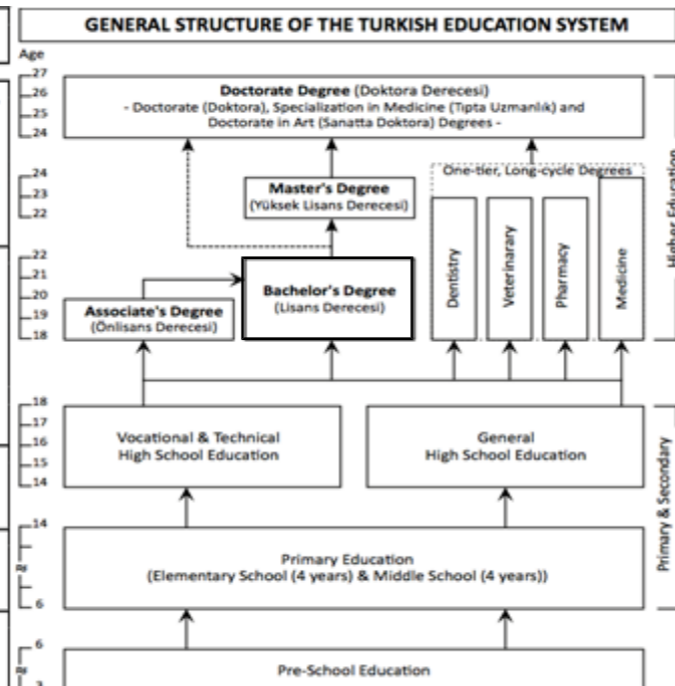 GENERAL STRUCTURE OF THE TURKISH EDUCATION SYSTEM
Age
27
26
25
24
Doctorate Degree (Doktora Derecesi)
- Doctorate (Doktora), Specialization in Medicine (Tıpta Uzmanlık) and
Doctorate in Art (Sanatta Doktora) Degrees -
24
23
22
Master's Degree
(Yüksek Lisans Derecesi)
One-tier, Long-cycle Degrees
Dentistry
Veterinarary
Pharmacy
Medicine
Higher Education
22
21
20
19
18
Bachelor's Degree
(Lisans Derecesi)
Associate's Degree
(Önlisans Derecesi)
18
17
16
15
14
Vocational & Technical
High School Education
General
High School Education
Primary & Secondary
14
≈
6
Primary Education
(Elementary School (4 years) & Middle School (4 years))
6
≈
3
Pre-School Education